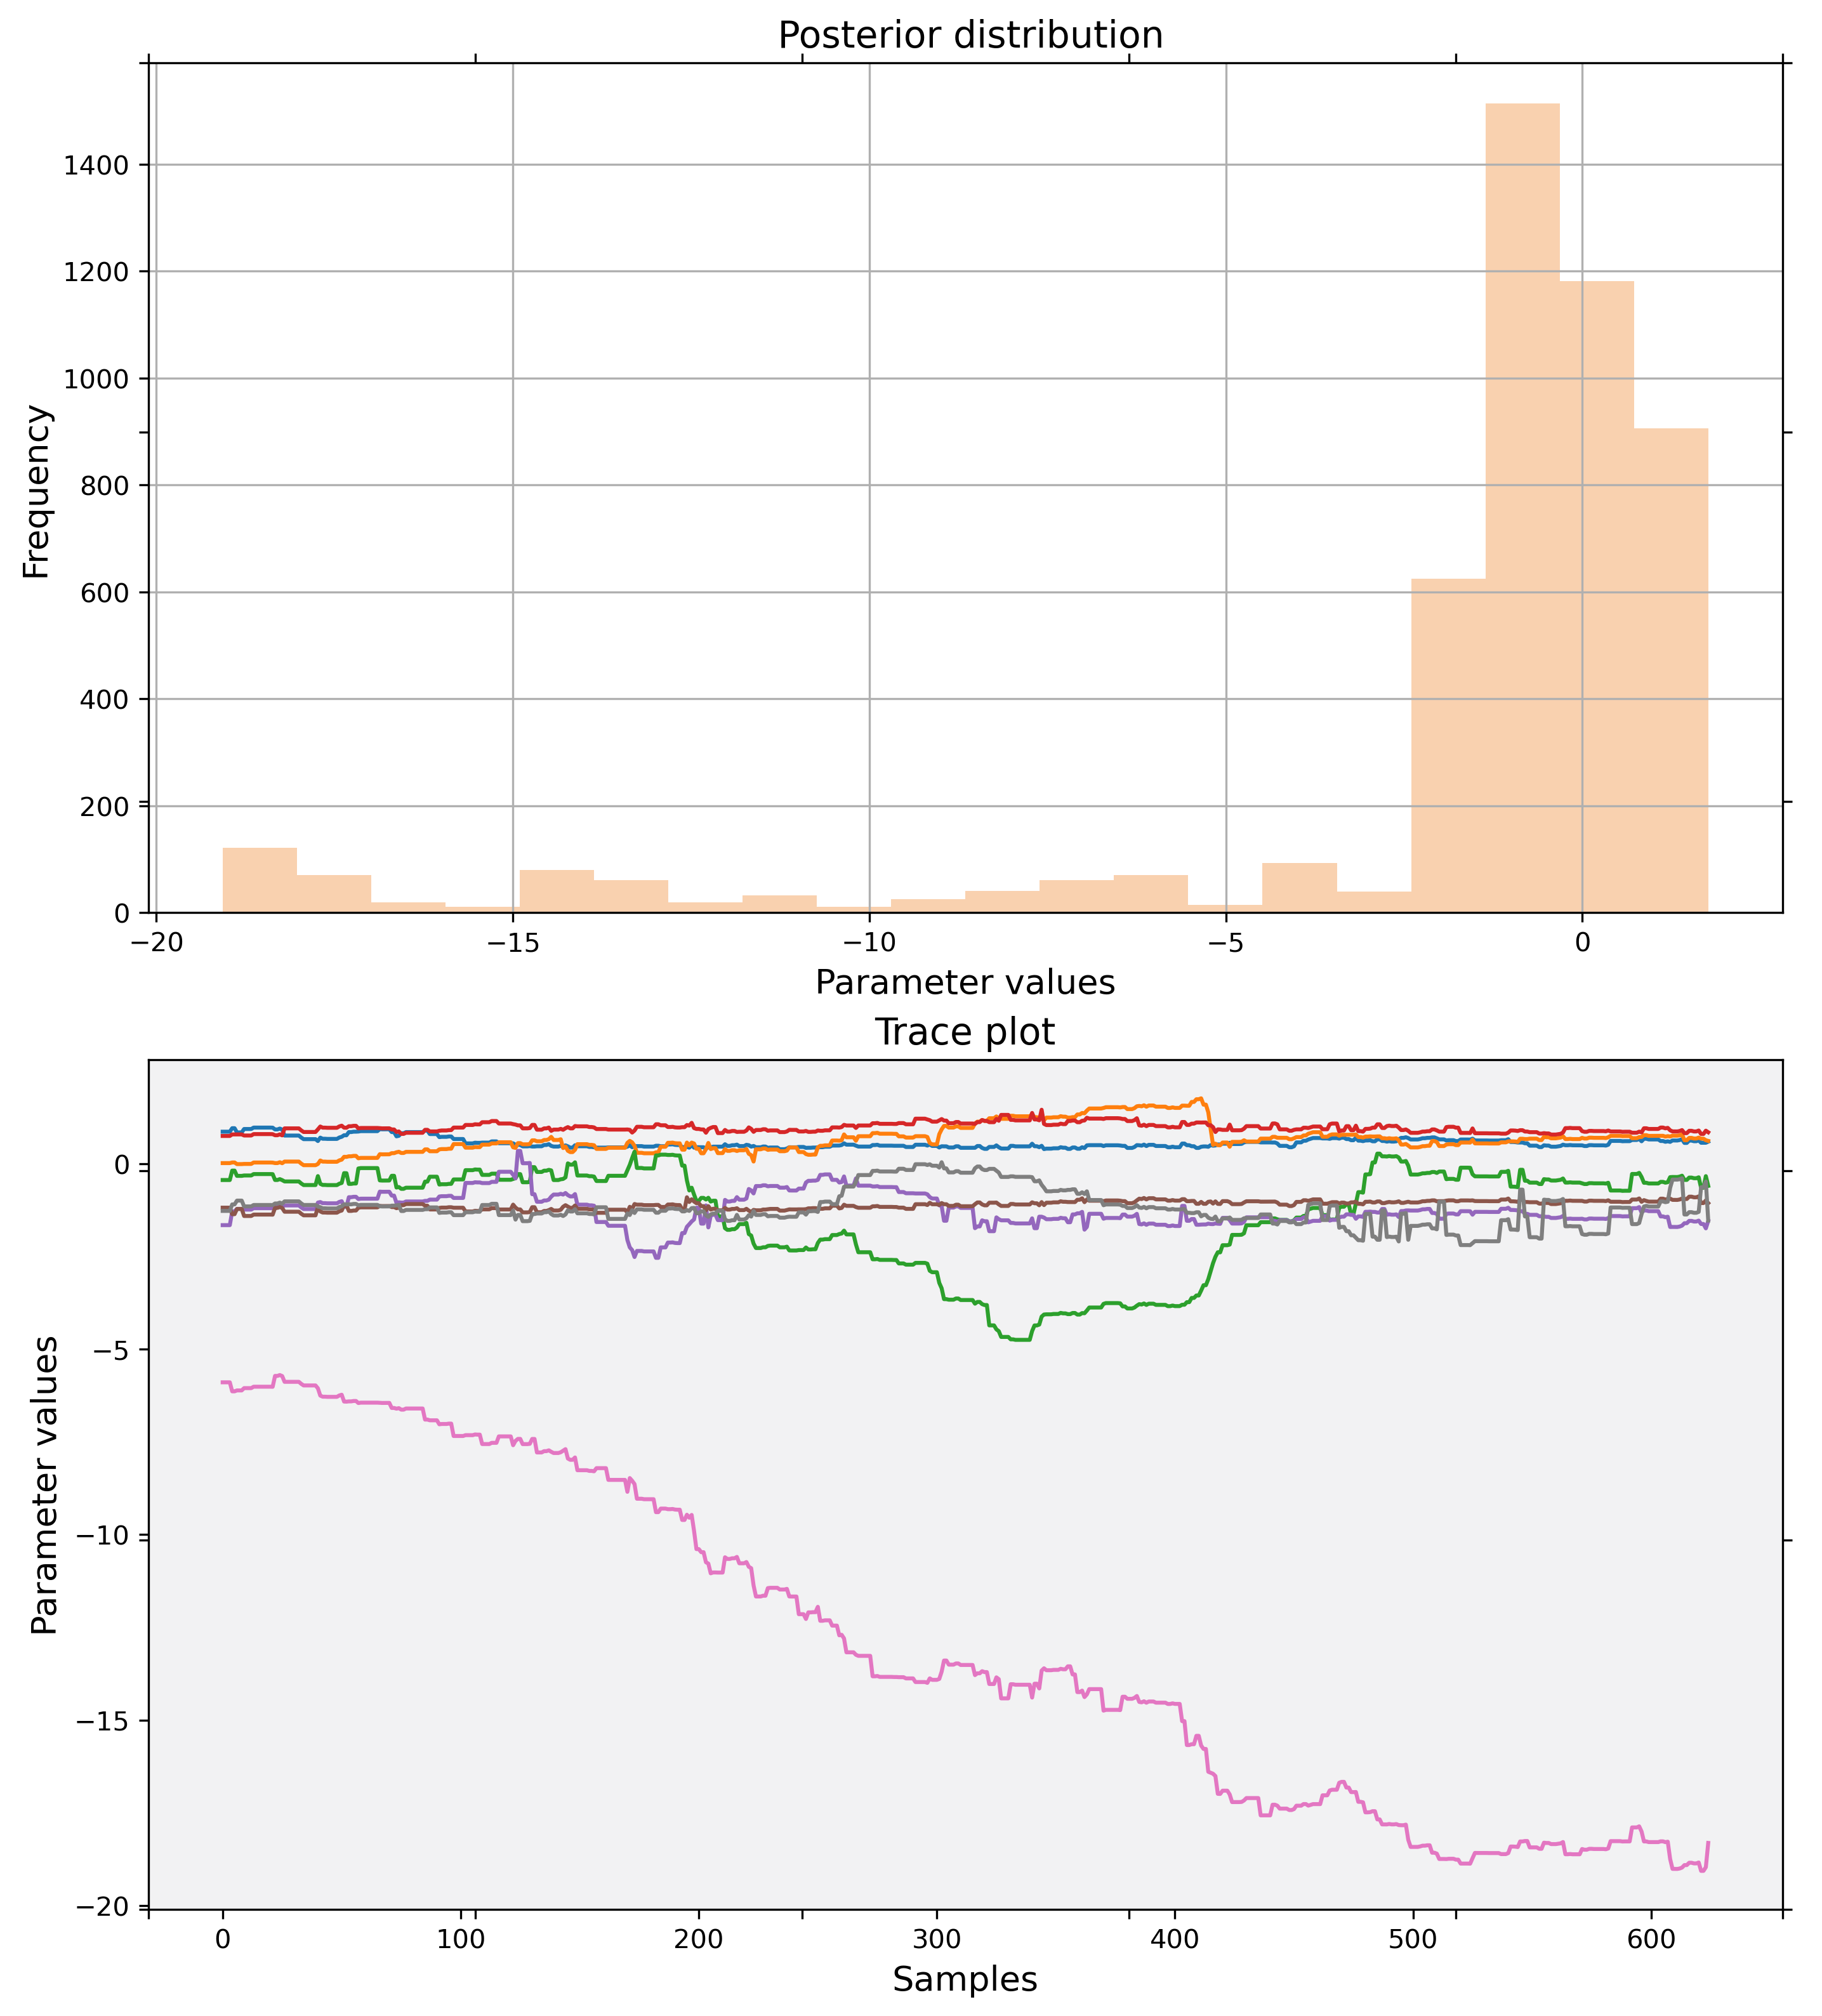 Posterior distribution
1400
1200
1000
800
600
400
200
0
Frequency
−20 −15 −10 −5 0
Parameter values
Trace plot
0
−5
−10
−15
−20
Parameter values
0 100 200 300 400 500 600
Samples